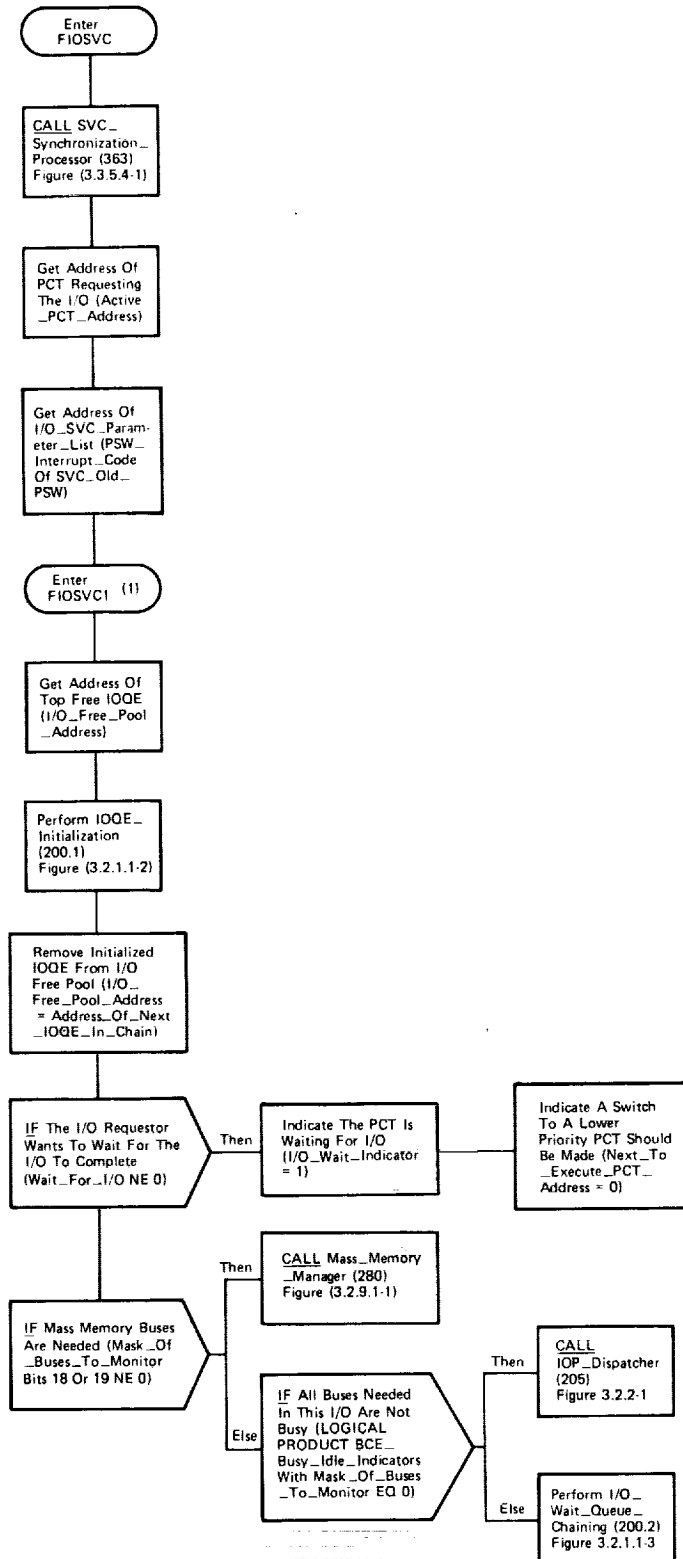 Enter
FIOSVC
CALL SVC_
Synchronization_
Processor (363)
Figure (3.3.5.4-1)
Get Address Of
PCT Requesting
The I/O (Active
_PCT_Address)
Get Address Of
I/O_SVC_Param-
eter_List (PSW_
Interrupt_Code
Of SVC_Old_
PSW)
Enter
FIOSVC1 (1)
Get Address Of
Top Free IOQE
(I/O_Free_Pool
_Address)
Perform IOQE_
Initialization
(200.1)
Figure (3.2.1.1-2)
Remove Initialized
IOQE From I/O
Free Pool (I/O_
Free_Pool_Address
= Address_Of_Next
_IOQE_In_Chain)
IF The I/O Requestor
Wants To Wait For The
I/O To Complete
(Wait_For_I/O NE 0)
Then
Indicate The PCT Is
Waiting For I/O
(I/O_Wait_Indicator
= 1)
Indicate A Switch
To A Lower
Priority PCT Should
Be Made (Next_To
_Execute_PCT_
Address = 0)
IF Mass Memory Buses
Are Needed (Mask_Of
_Buses_To_Monitor
Bits 18 Or 19 NE 0)
Then
CALL Mass_Memory
_Manager (280)
Figure (3.2.9.1-1)
Else
IF All Buses Needed
In This I/O Are Not
Busy (LOGICAL
PRODUCT BCE_
Busy_Idle_Indicators
With Mask_Of_Buses
_To_Monitor EQ 0)
Then
CALL
IOP_Dispatcher
(205)
Figure 3.2.2-1
Else
Perform I/O_
Wait_Queue_
Chaining (200.2)
Figure 3.2.1.1-3